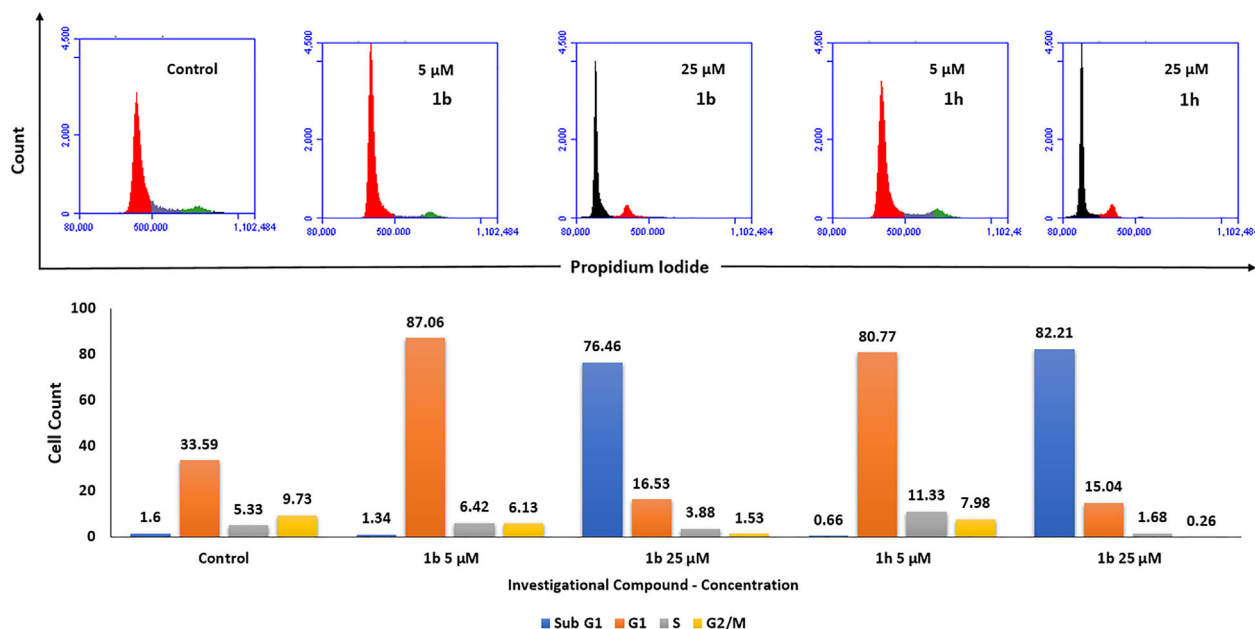 Count
4,500
2,000
0
80,000
500,000
1,102,484
Control
4,500
2,000
0
80,000
500,000
1,102,484
5 μM
1b
4,500
2,000
0
80,000
500,000
1,102,484
25 μM
1b
4,500
2,000
0
80,000
500,000
1,102,4
5 μM
1h
4,500
2,000
0
80,000
500,000
1,102,484
25 μM
1h
Propidium Iodide
Cell Count
100
80
60
40
20
0
1.6
33.59
5.33
9.73
1.34
87.06
6.42
6.13
76.46
16.53
3.88
1.53
0.66
80.77
11.33
7.98
82.21
15.04
1.68
0.26
Control
1b 5 μM
1b 25 μM
1h 5 μM
1b 25 μM
Investigational Compound - Concentration
Sub G1 G1 S G2/M